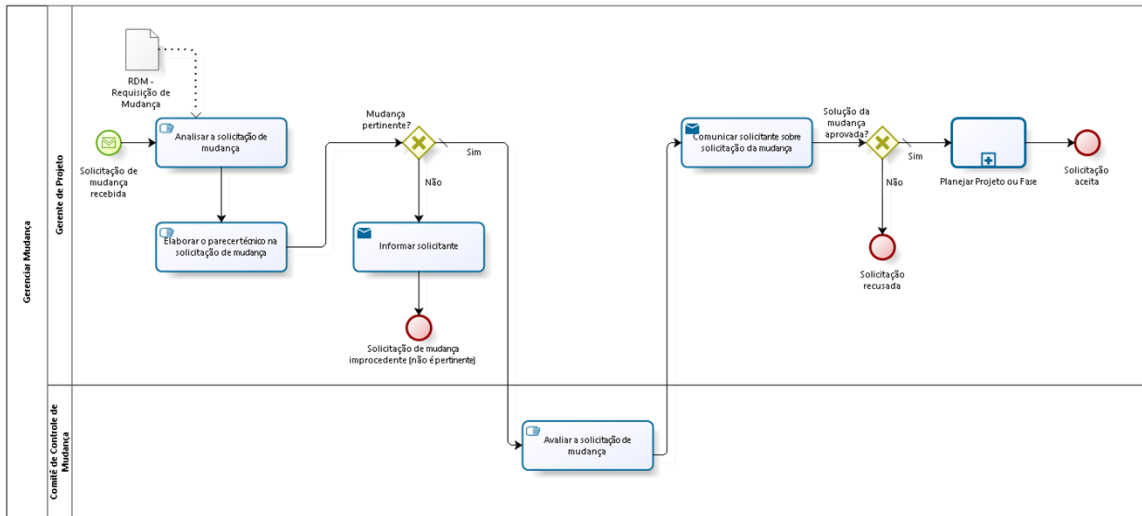 Gerenciar Mudança
Gerente de Projeto
RDM -
Requisição de
Mudança
Solicitação de
mudança
recebida
Analisar a solicitação de
mudança
Elaborar o parecertécnico na
solicitação de mudança
Mudança
pertinente?
Sim
Não
Informar solicitante
Solicitação de mudança
improcedente (não é pertinente)
Comunicar solicitante sobre
solicitação da mudança
Solução da
mudança
aprovada?
Sim
Não
Solicitação
recusada
Planejar Projeto ou Fase
Solicitação
aceita
Comitê de Controle de
Mudança
Avaliar a solicitação de
mudança